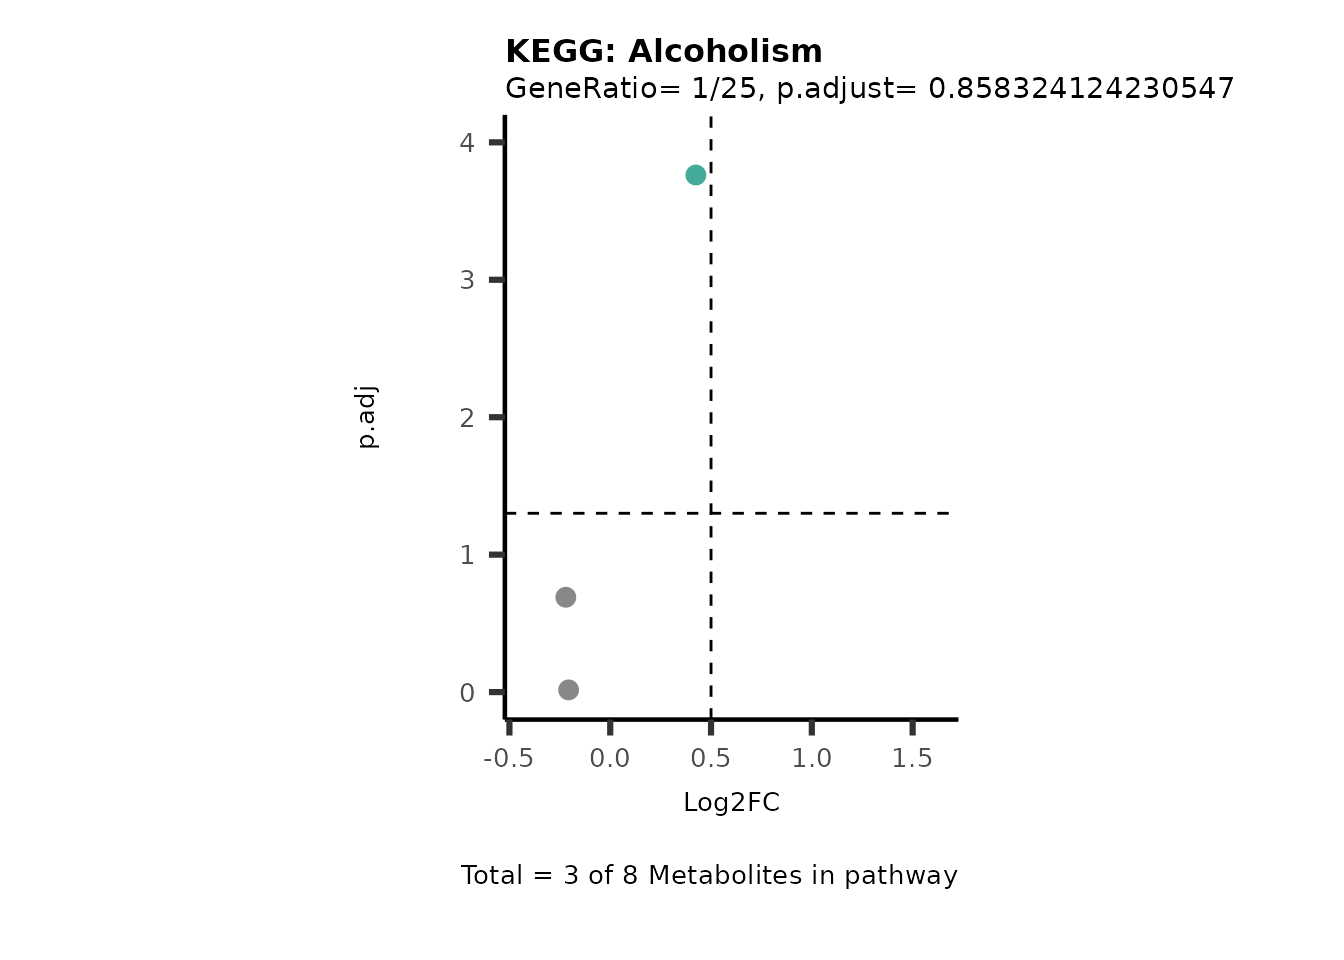 KEGG: Alcoholism
GeneRatio= 1/25, p.adjust= 0.858324124230547
4
3
2
1
0
p.adj
-0.5 0.0 0.5 1.0 1.5
Log2FC
Total = 3 of 8 Metabolites in pathway